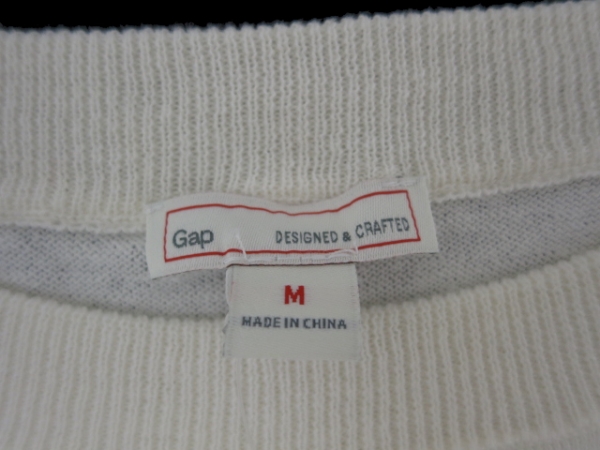 Gap DESIGNED & CRAFTED
M
MADE IN CHINA